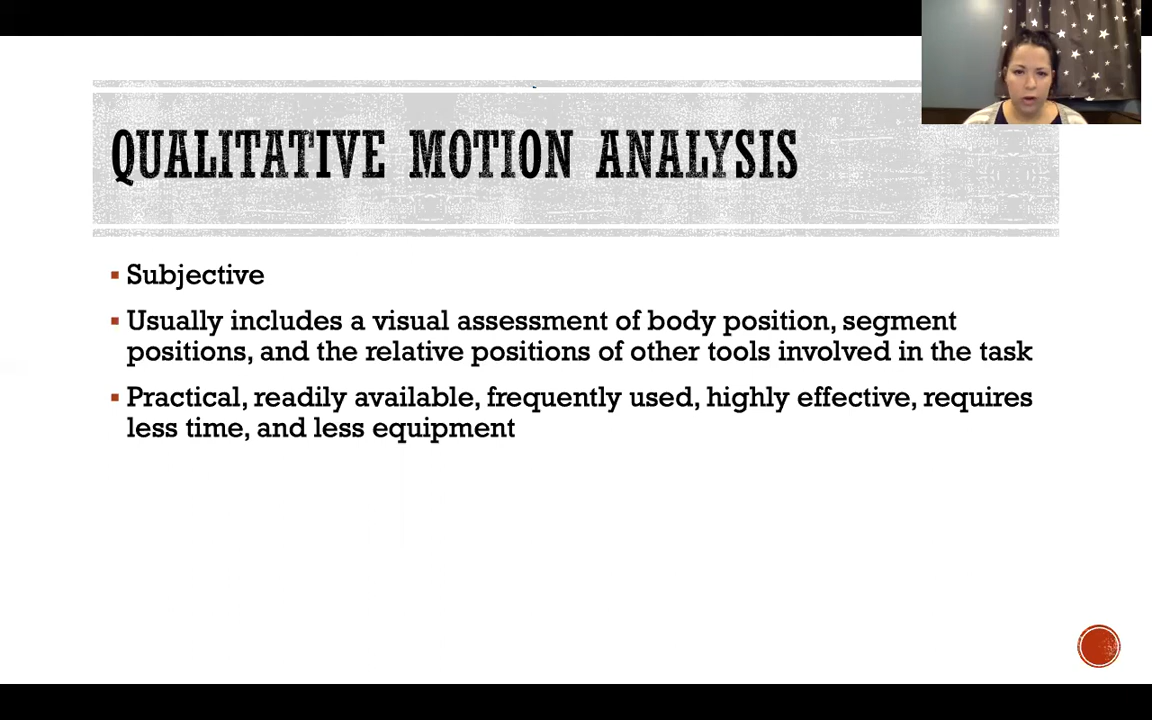 QUALITATIVE MOTION ANALYSIS
Subjective
Usually includes a visual assessment of body position, segment
positions, and the relative positions of other tools involved in the task
Practical, readily available, frequently used, highly effective, requires
less time, and less equipment